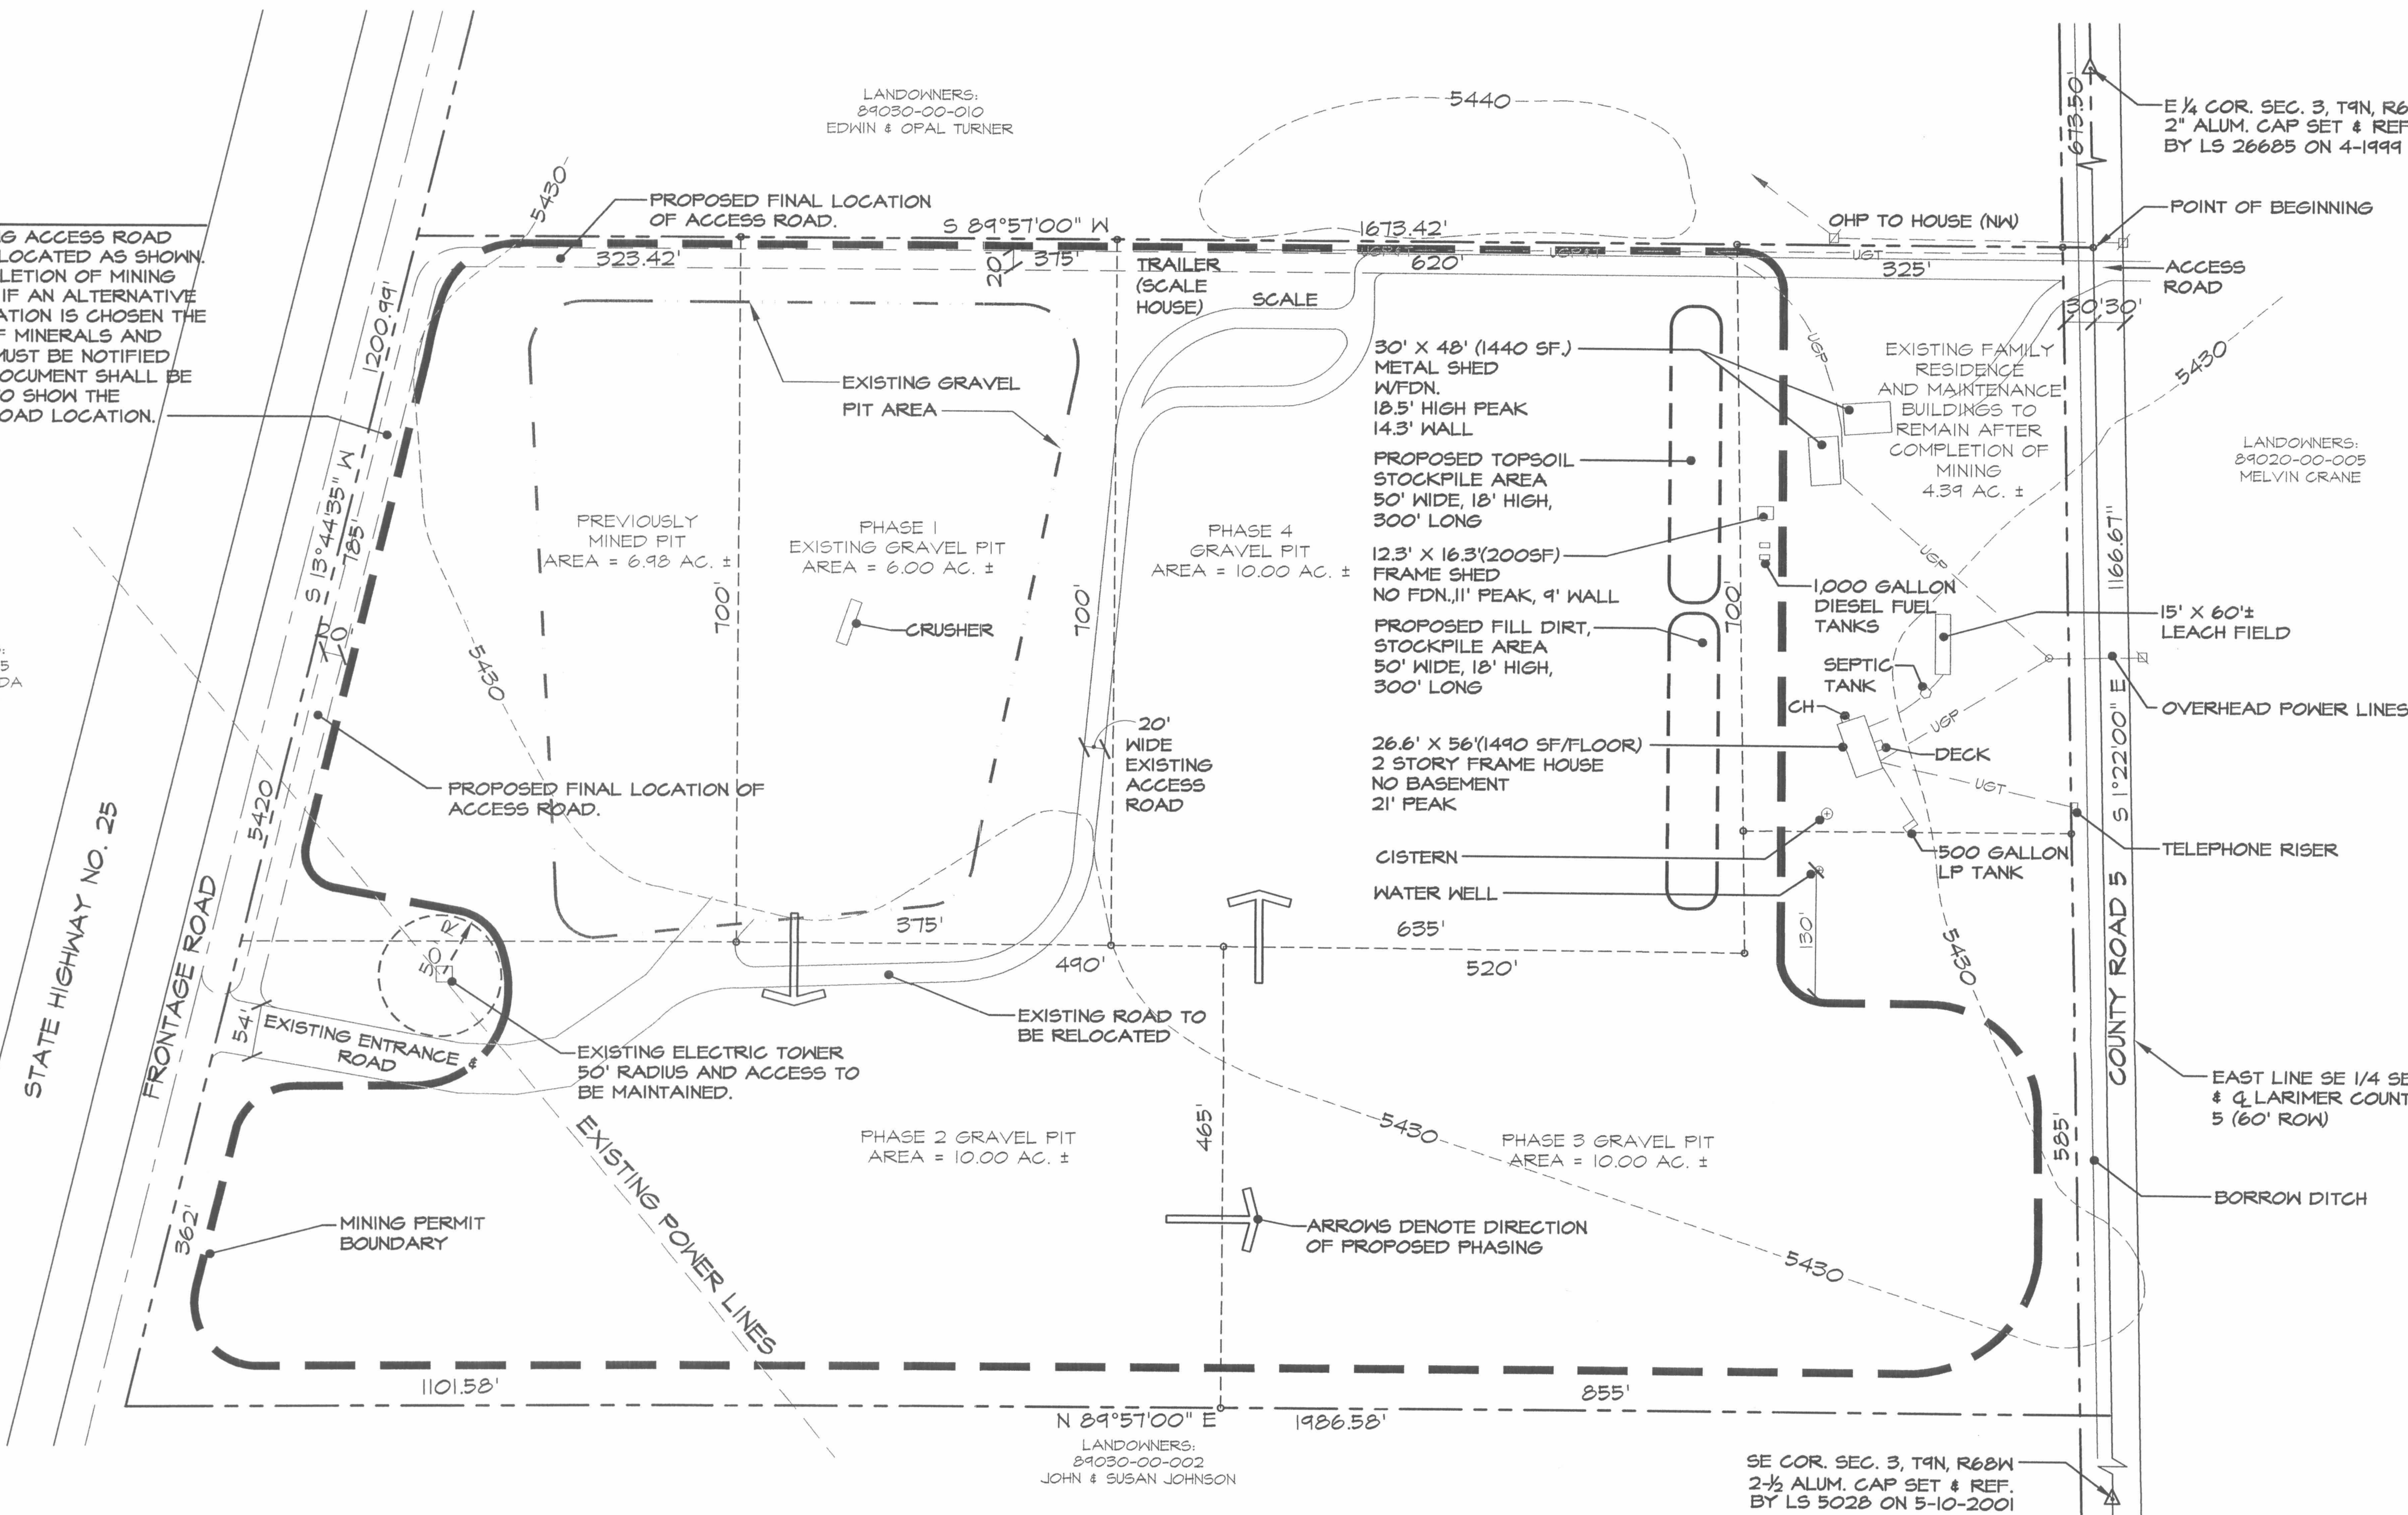 LANDOWNERS:
89030-00-010
EDWIN & OPAL TURNER
5440
673.50'
E 1/4 COR. SEC. 3, T9N, R6
2" ALUM. CAP SET & REF
BY LS 26685 ON 4-1999
POINT OF BEGINNING
OHP TO HOUSE (NW)
5430
PROPOSED FINAL LOCATION
OF ACCESS ROAD.
S 89°57'00" W
1673.42'
G ACCESS ROAD
LOCATED AS SHOWN.
LETION OF MINING
IF AN ALTERNATIVE
ATION IS CHOSEN THE
F MINERALS AND
MUST BE NOTIFIED
OCUMENT SHALL BE
O SHOW THE
OAD LOCATION.
323.42'
20'
375'
UGP&T
UGP&T
620'
UGT
325'
ACCESS
ROAD
30' 30'
TRAILER
(SCALE
HOUSE)
SCALE
1200.99'
S 13°44'35" W
785'
20'
EXISTING GRAVEL
PIT AREA
30' X 48' (1440 SF.)
METAL SHED
W/FDN.
18.5' HIGH PEAK
14.3' WALL
UGP
EXISTING FAMILY
RESIDENCE
AND MAINTENANCE
BUILDINGS TO
REMAIN AFTER
COMPLETION OF
MINING
4.39 AC. ±
5430
LANDOWNERS:
89020-00-005
MELVIN CRANE
PROPOSED TOPSOIL
STOCKPILE AREA
50' WIDE, 18' HIGH,
300' LONG
PREVIOUSLY
MINED PIT
AREA = 6.98 AC. ±
PHASE 1
EXISTING GRAVEL PIT
AREA = 6.00 AC. ±
PHASE 4
GRAVEL PIT
AREA = 10.00 AC. ±
12.3' X 16.3'(200SF)
FRAME SHED
NO FDN.,11' PEAK, 9' WALL
UGP
1166.67"
1,000 GALLON
DIESEL FUEL
TANKS
700'
700'
700'
CRUSHER
PROPOSED FILL DIRT,
STOCKPILE AREA
50' WIDE, 18' HIGH,
300' LONG
15' X 60'±
LEACH FIELD
5
DA
5430
SEPTIC
TANK
CH
UGP
OVERHEAD POWER LINES
20'
WIDE
EXISTING
ACCESS
ROAD
26.6' X 56'(1490 SF/FLOOR)
2 STORY FRAME HOUSE
NO BASEMENT
21' PEAK
DECK
UGT
S 1°22'00" E
PROPOSED FINAL LOCATION OF
ACCESS ROAD.
5420
CISTERN
500 GALLON
LP TANK
TELEPHONE RISER
WATER WELL
STATE HIGHWAY NO. 25
FRONTAGE ROAD
50' R
375'
490'
635'
520'
130'
5430
COUNTY ROAD 5
54'
EXISTING ENTRANCE &
ROAD
EXISTING ROAD TO
BE RELOCATED
EXISTING ELECTRIC TOWER
50' RADIUS AND ACCESS TO
BE MAINTAINED.
EAST LINE SE 1/4 SE
& ℄ LARIMER COUNT
5 (60' ROW)
EXISTING POWER LINES
PHASE 2 GRAVEL PIT
AREA = 10.00 AC. ±
465'
5430
PHASE 3 GRAVEL PIT
AREA = 10.00 AC. ±
585'
BORROW DITCH
362'
MINING PERMIT
BOUNDARY
ARROWS DENOTE DIRECTION
OF PROPOSED PHASING
5430
1101.58'
855'
N 89°57'00" E
1986.58'
LANDOWNERS:
89030-00-002
JOHN & SUSAN JOHNSON
SE COR. SEC. 3, T9N, R68W
2-1/2 ALUM. CAP SET & REF.
BY LS 5028 ON 5-10-2001